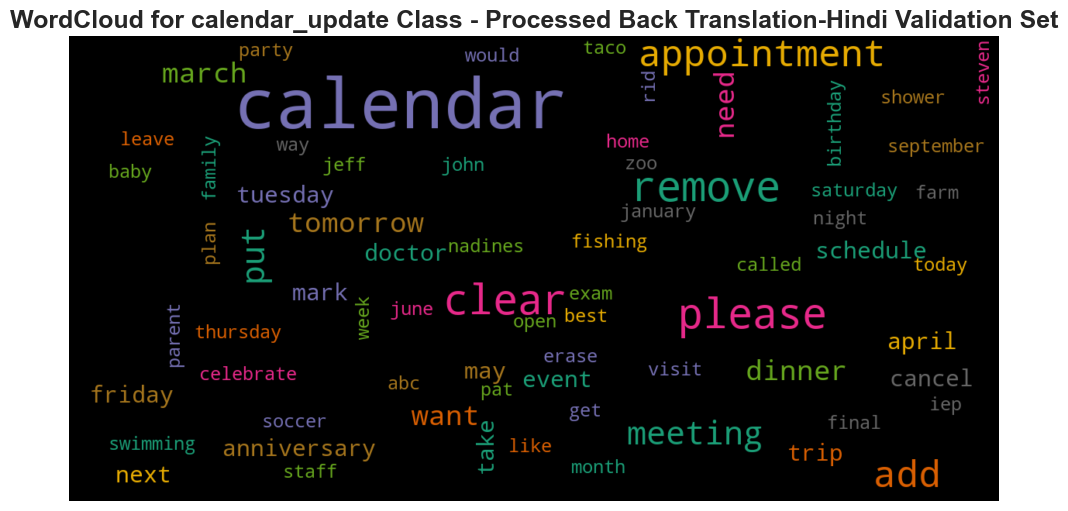 WordCloud for calendar_update Class - Processed Back Translation-Hindi Validation Set
party
would
taco
appointment
steven
march
calendar
rid
need
birthday
shower
leave
way
home
september
baby
family
jeff
john
zoo
remove
saturday
farm
tuesday
january
night
tomorrow
plan
put
doctor
nadines
fishing
schedule
called
today
mark
week
june
clear
exam
open
best
please
parent
thursday
erase
april
celebrate
abc
may
pat
event
visit
dinner
cancel
friday
want
get
iep
soccer
final
swimming
anniversary
take
like
meeting
trip
next
staff
month
add